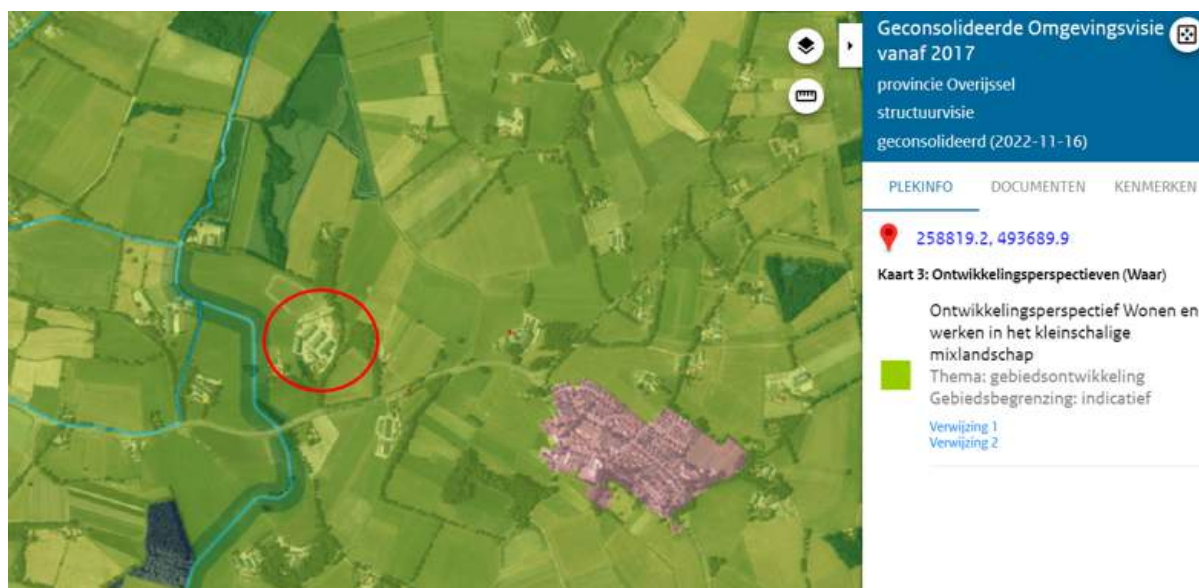 Geconsolideerde Omgevingsvisie
vanaf 2017
provincie Overijssel
structuurvisie
geconsolideerd (2022-11-16)
PLEKINFO DOCUMENTEN KENMERKEN
258819.2, 493689.9
Kaart 3: Ontwikkelingsperspectieven (Waar)
Ontwikkelingsperspectief Wonen en
werken in het kleinschalige
mixlandschap
Thema: gebiedsontwikkeling
Gebiedsbegrenzing: indicatief
Verwijzing 1
Verwijzing 2